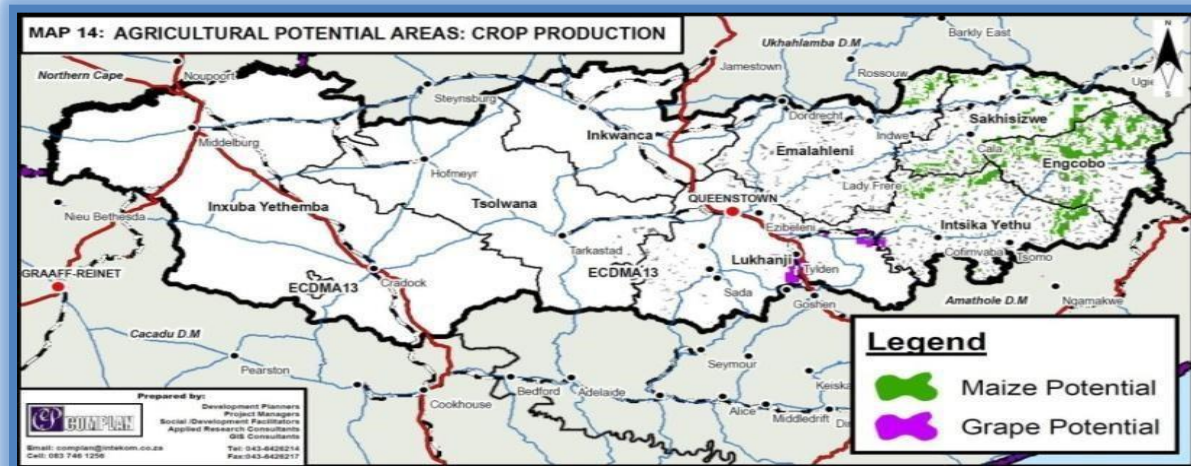 MAP 14: AGRICULTURAL POTENTIAL AREAS: CROP PRODUCTION
Ukhahlamba D.M
Barkly East
N
Northern Cape
Noupoort
Jamestown
Rossouw
Ugie
S
Steynsburg
Dordrecht
Sakhisizwe
Middelburg
Inkwanca
Indwe
Emalahleni
Cala
Engcobo
Hofmeyr
Lady Frere
Inxuba Yethemba
Tsolwana
QUEENSTOWN
Nieu Bethesda
Ezibeleni
Intsika Yethu
Tarkastad
Cofimvaba
Tsomo
GRAAFF-REINET
ECDMA13
Cradock
ECDMA13
Lukhanji
Tylden
Sada
Goshen
Amathole D.M
Nqamakwe
Cacadu D.M
Pearston
Seymour
Bedford
Adelaide
Keiska
Cookhouse
Alice
Middledrift
Legend
Maize Potential
Grape Potential
Prepared by:
COMPLAN
Development Planners
Project Managers
Social /Development Facilitators
Applied Research Consultants
GIS Consultants
Email: complan@intekom.co.za
Cell: 083 746 1256
Tel: 043-6426214
Fax:043-6426217